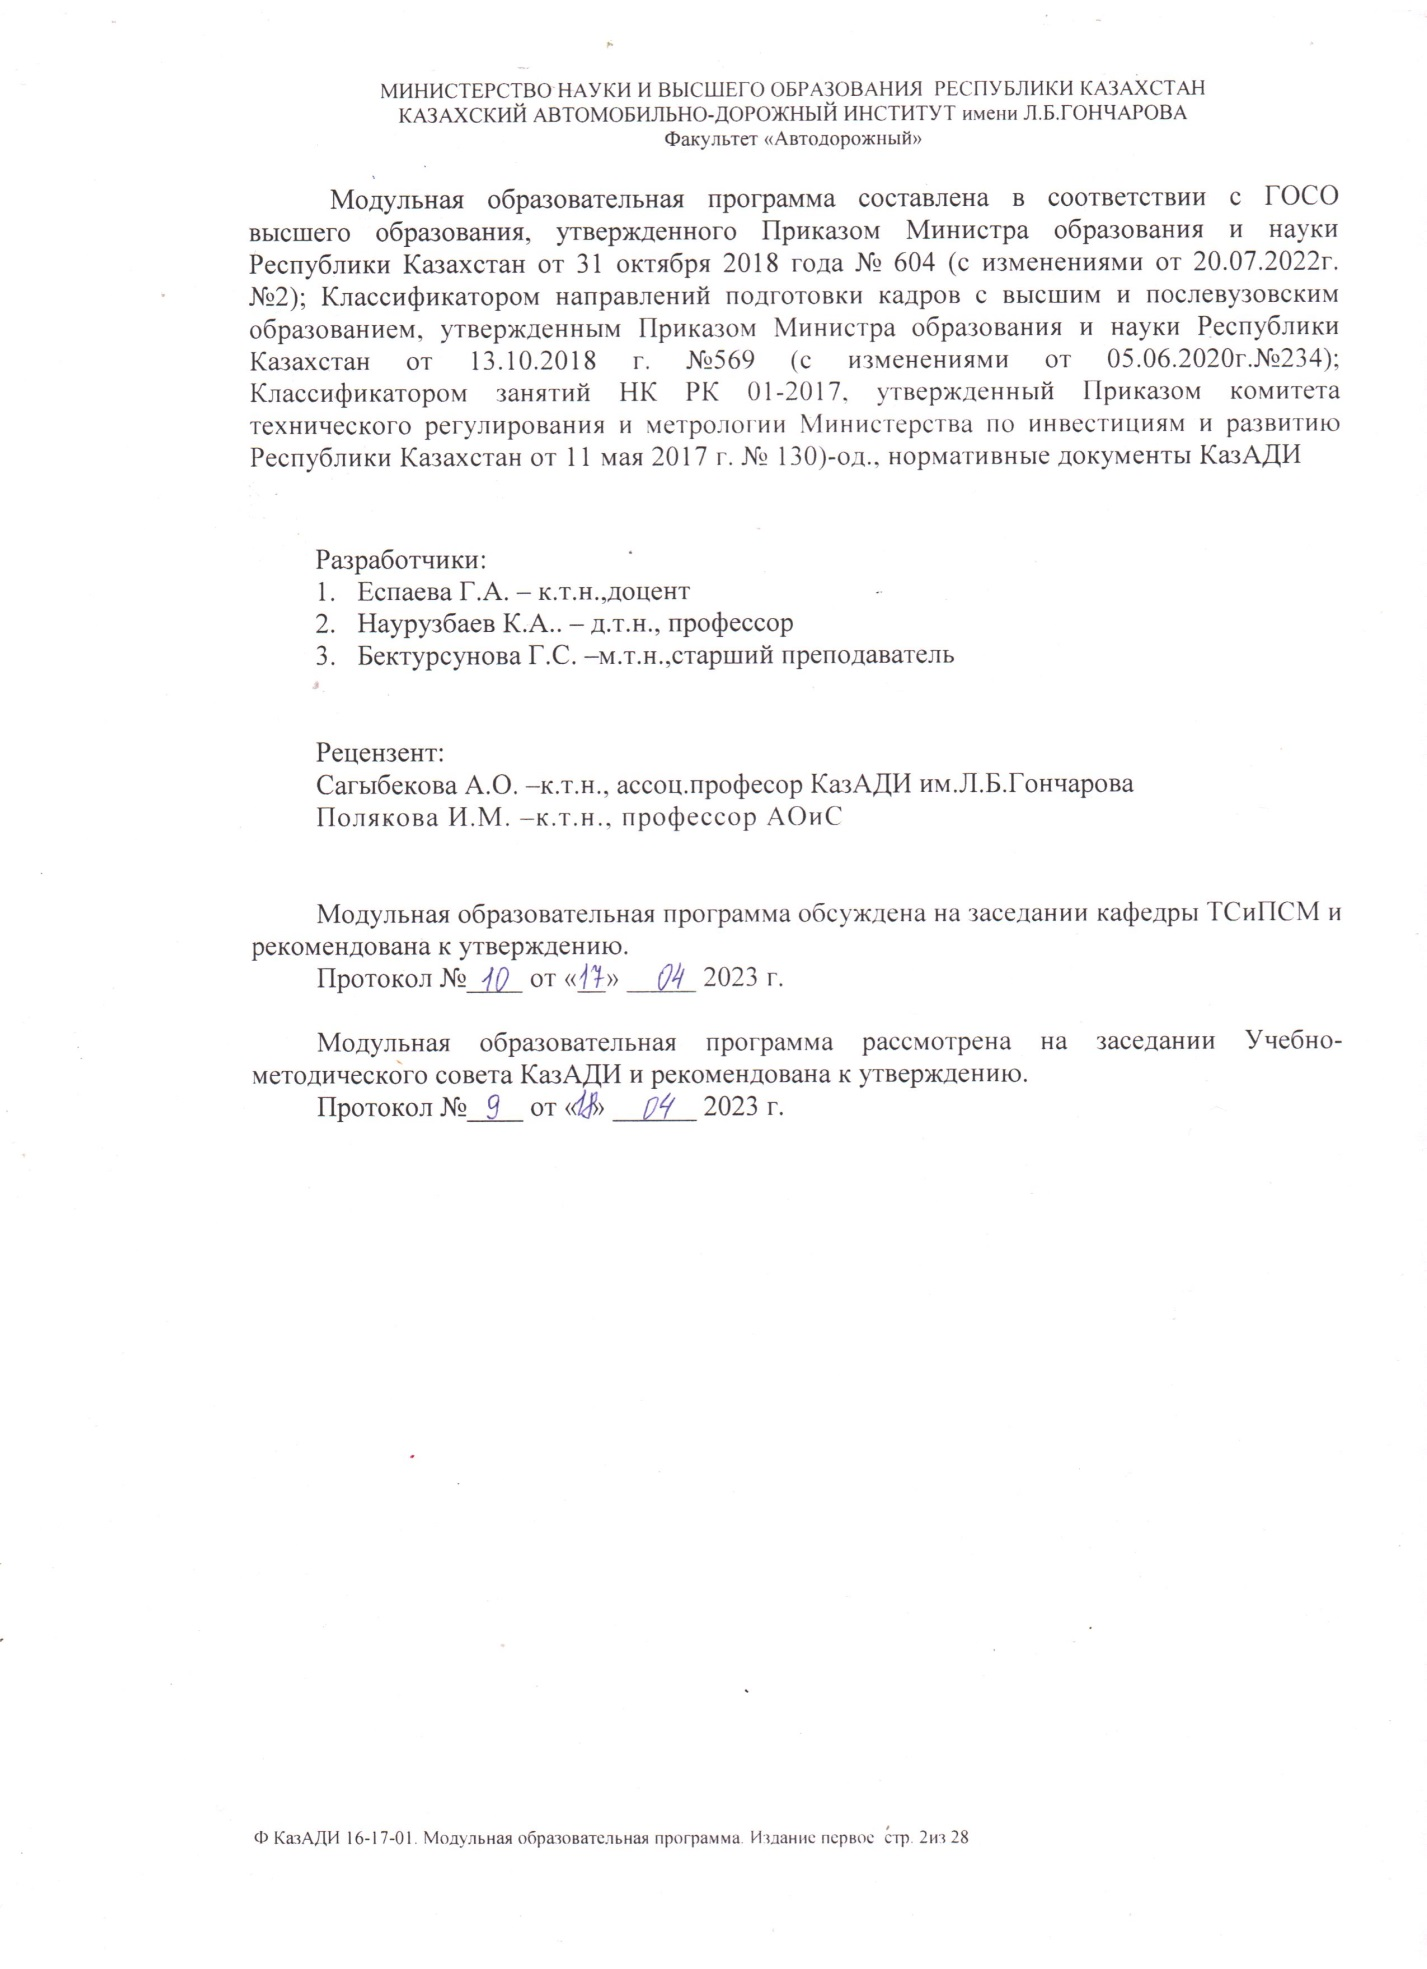 МИНИСТЕРСТВО НАУКИ И ВЫСШЕГО ОБРАЗОВАНИЯ РЕСПУБЛИКИ КАЗАХСТАН
КАЗАХСКИЙ АВТОМОБИЛЬНО-ДОРОЖНЫЙ ИНСТИТУТ имени Л.Б.ГОНЧАРОВА
Факультет «Автодорожный»
Модульная образовательная программа составлена в соответствии с ГОСО
высшего образования, утвержденного Приказом Министра образования и науки
Республики Казахстан от 31 октября 2018 года № 604 (с изменениями от 20.07.2022г.
№2); Классификатором направлений подготовки кадров с высшим и послевузовским
образованием, утвержденным Приказом Министра образования и науки Республики
Казахстан от 13.10.2018 г. №569 (с изменениями от 05.06.2020г.№234);
Классификатором занятий НК РК 01-2017, утвержденный Приказом комитета
технического регулирования и метрологии Министерства по инвестициям и развитию
Республики Казахстан от 11 мая 2017 г. № 130)-од., нормативные документы КазАДИ
Разработчики:
1. Еспаева Г.А. – к.т.н.,доцент
2. Наурузбаев К.А.. – д.т.н., профессор
3. Бектурсунова Г.С. –м.т.н.,старший преподаватель
Рецензент:
Сагыбекова А.О. –к.т.н., ассоц.професор КазАДИ им.Л.Б.Гончарова
Полякова И.М. –к.т.н., профессор АОиС
Модульная образовательная программа обсуждена на заседании кафедры ТСиПСМ и
рекомендована к утверждению.
Протокол № 10 от «17» 04 2023 г.
Модульная образовательная программа рассмотрена на заседании Учебно-
методического совета КазАДИ и рекомендована к утверждению.
Протокол № 9 от «18» 04 2023 г.
Ф КазАДИ 16-17-01. Модульная образовательная программа. Издание первое стр. 2из 28